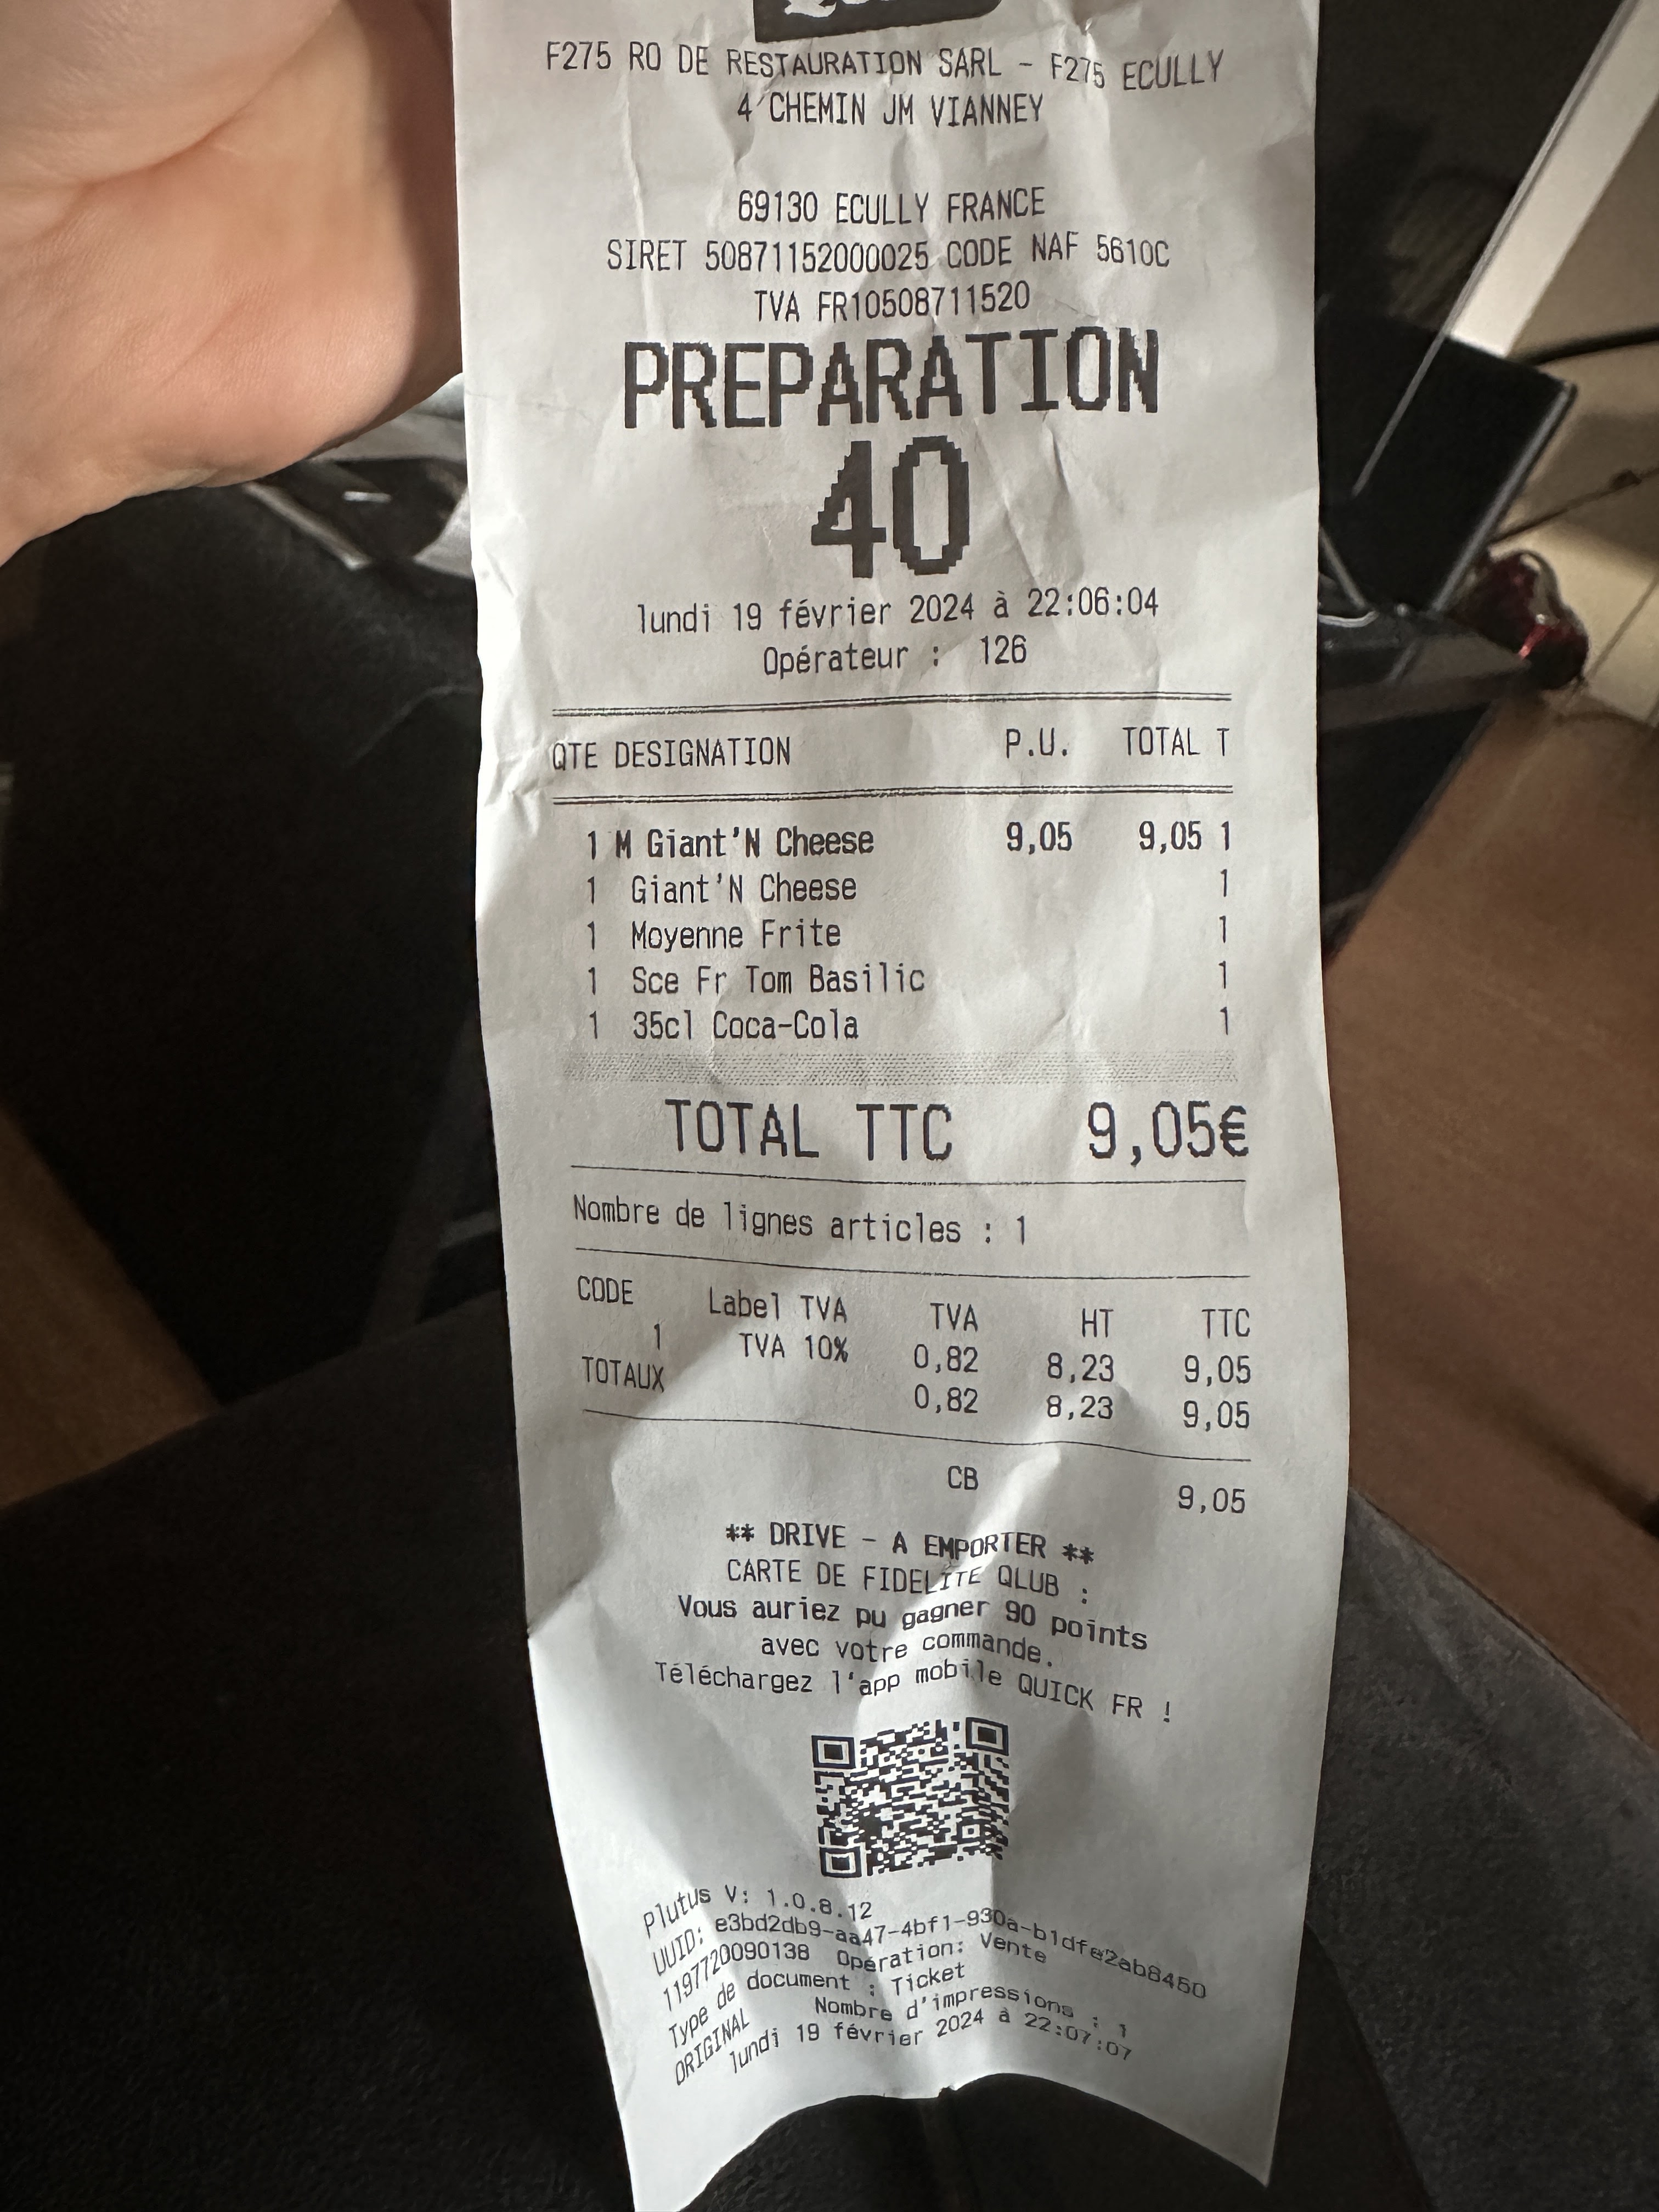 F275 RO DE RESTAURATION SARL - F275 ECULLY
4 CHEMIN JM VIANNEY
69130 ECULLY FRANCE
SIRET 50871152000025 CODE NAF 5610C
TVA FR10508711520
PREPARATION
40
lundi 19 février 2024 à 22:06:04
Opérateur : 126
QTE DESIGNATION P.U. TOTAL T
1 M Giant'N Cheese 9,05 9,05 1
1 Giant'N Cheese 1
1 Moyenne Frite 1
1 Sce Fr Tom Basilic 1
1 35cl Coca-Cola 1
TOTAL TTC 9,05€
Nombre de lignes articles : 1
CODE Label TVA TVA HT TTC
1 TVA 10% 0,82 8,23 9,05
TOTAUX 0,82 8,23 9,05
CB 9,05
** DRIVE - A EMPORTER **
CARTE DE FIDELITE QLUB :
Vous auriez pu gagner 90 points
avec votre commande.
Téléchargez l'app mobile QUICK FR !
Plutus V: 1.0.8.12
UUID: e3bd2db9-aa47-4bf1-930a-b1dfe2ab8450
1197720090138 Opération: Vente
Type de document : Ticket
ORIGINAL Nombre d'impressions : 1
lundi 19 février 2024 à 22:07:07